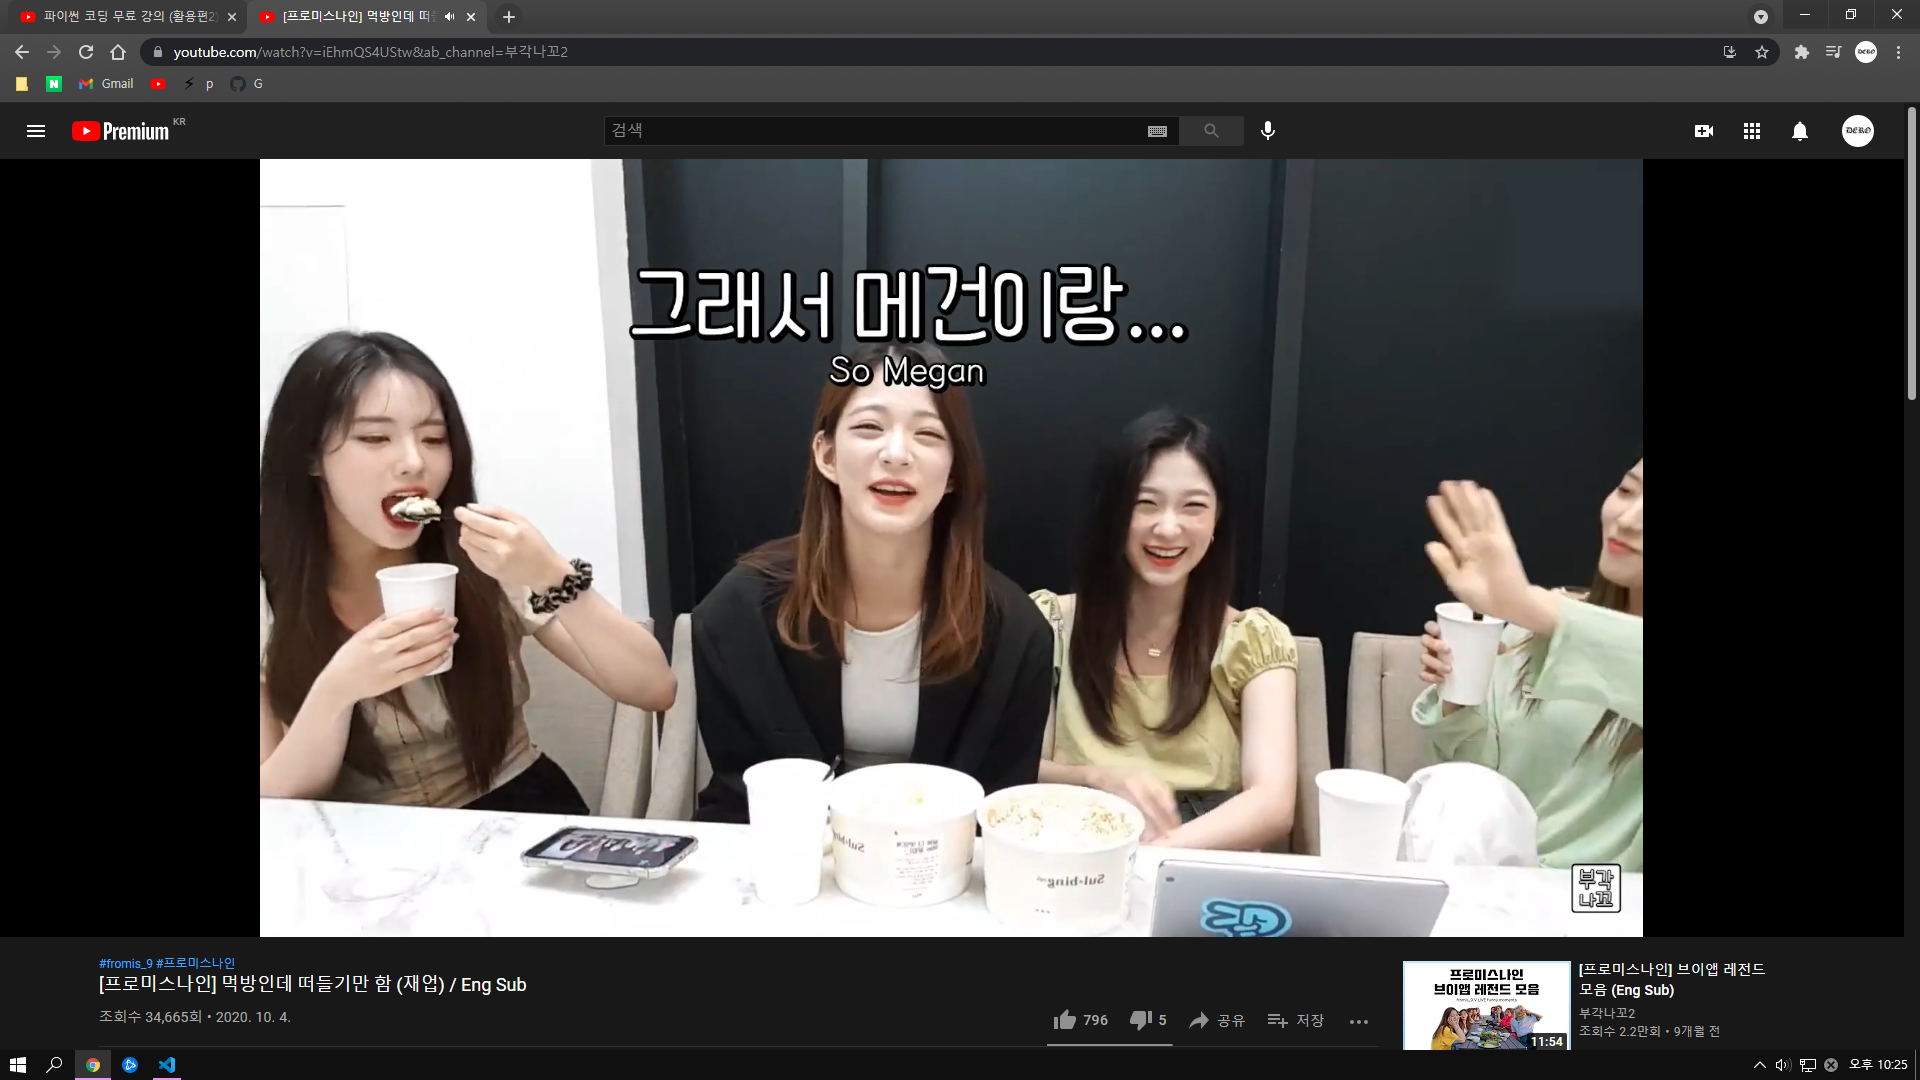 파이썬 코딩 무료 강의 (활용편2)
[프로미스나인] 먹방인데 떠들
youtube.com/watch?v=iEhmQS4UStw&ab_channel=부각나꼬2
DERO
N
Gmail
p
G
Premium KR
검색
DERO
그래서 메건이랑...
So Megan
Sul-bing
Sul-bing
부각
나꼬
#fromis_9 #프로미스나인
[프로미스나인] 먹방인데 떠들기만 함 (재업) / Eng Sub
조회수 34,665회 • 2020. 10. 4.
796
5
공유
저장
프로미스나인
브이앱 레전드 모음
fromis_9 V LIVE funny moments
11:54
[프로미스나인] 브이앱 레전드
모음 (Eng Sub)
부각나꼬2
조회수 2.2만회 • 9개월 전
오후 10:25